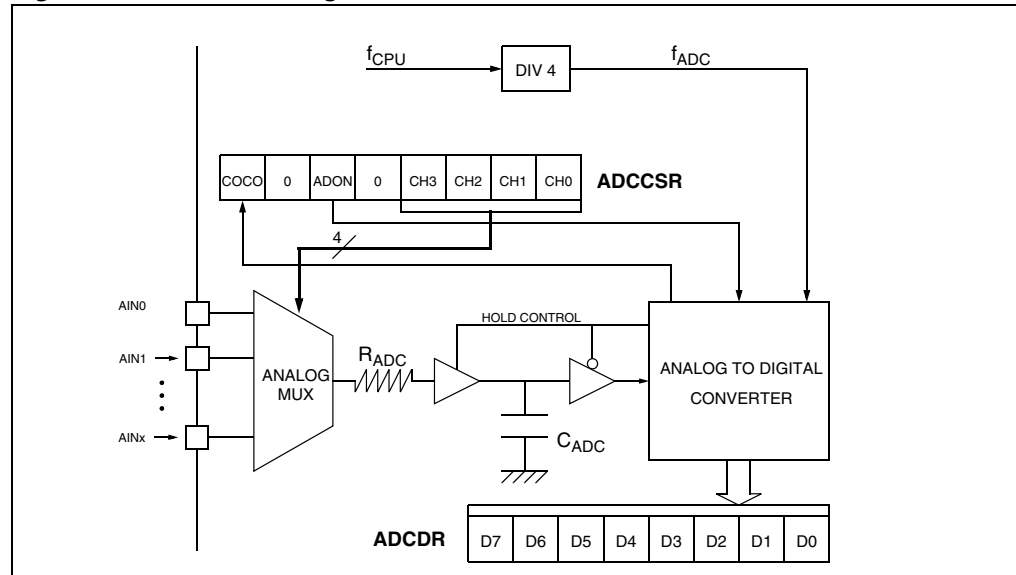 fCPU
DIV 4
fADC
COCO 0 ADON 0 CH3 CH2 CH1 CH0 ADCCSR
4
AIN0
HOLD CONTROL
AIN1
ANALOG
MUX
RADC
ANALOG TO DIGITAL
CONVERTER
AINx
CADC
ADCDR D7 D6 D5 D4 D3 D2 D1 D0